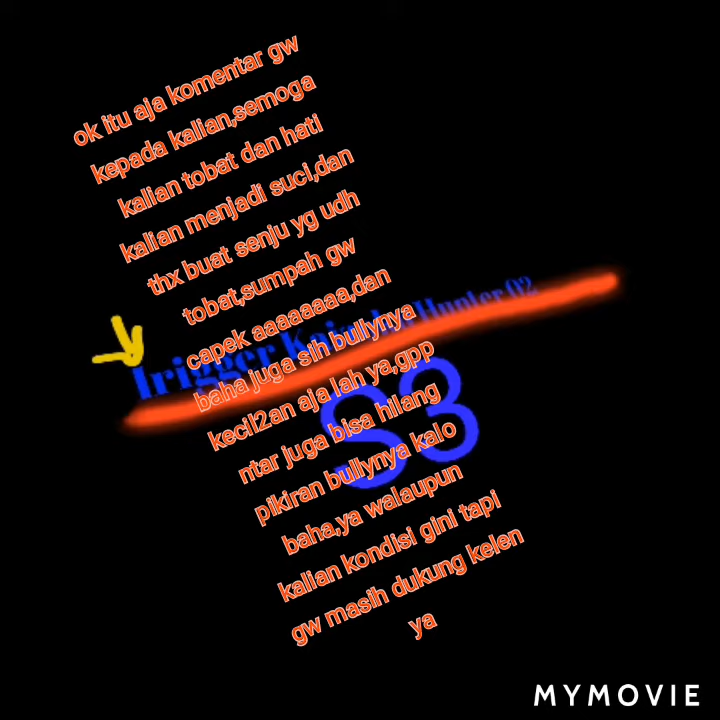 ok itu aja komentar gw
kepada kalian,semoga
kalian tobat dan hati
kalian menjadi suci,dan
thx buat senju yg udh
tobat,sumpah gw
capek aaaaaaaa,dan
baha juga sih bullynya
kecil2an aja lah ya,gpp
ntar juga bisa hilang
pikiran bullynya kalo
baha,ya walaupun
kalian kondisi gini tapi
gw masih dukung kelen
ya
Irigger Hunter 02
S3
MYMOVIE